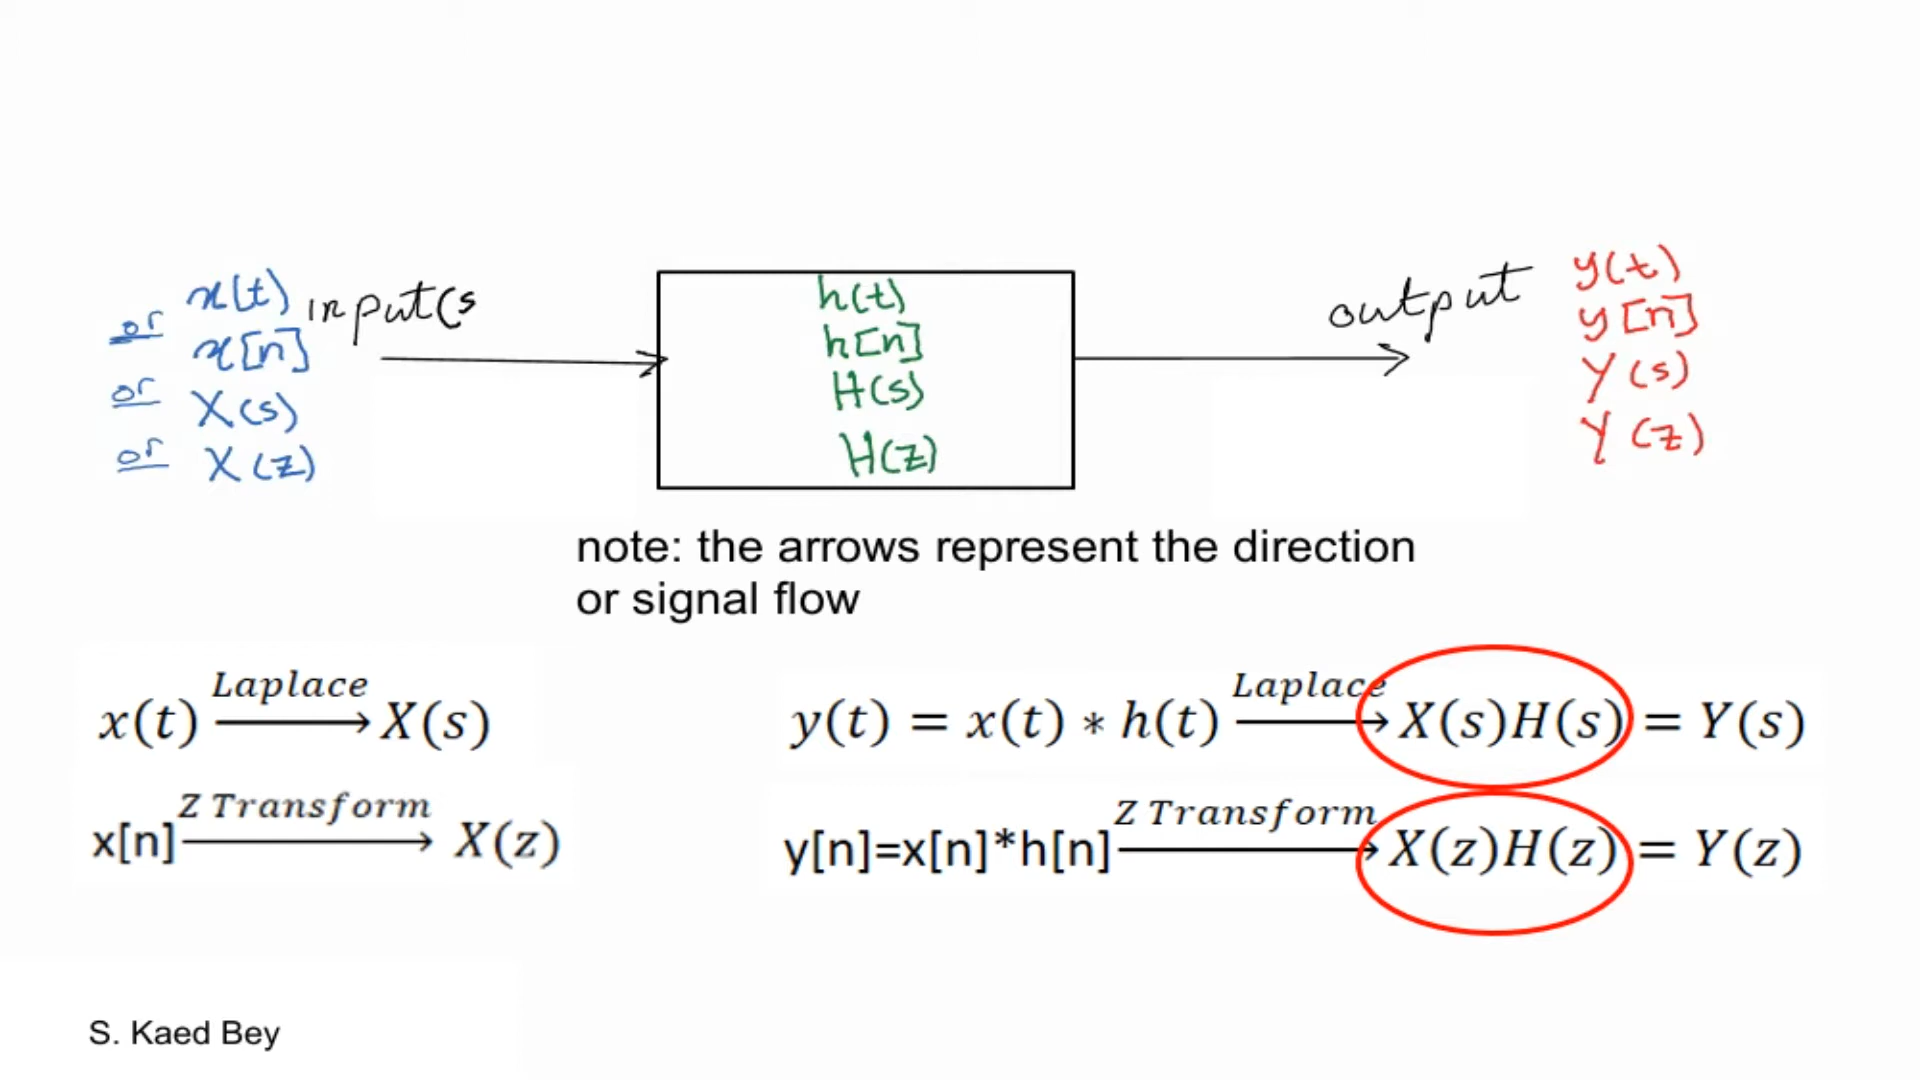 x(t) input(s
or
x[n]
or
X(s)
or X(z)
h(t)
h[n]
H(s)
H(z)
output
y(t)
y[n]
Y(s)
Y(z)
note: the arrows represent the direction
or signal flow
x(t) Laplace X(s)
x[n] Z Transform X(z)
y(t) = x(t) * h(t) Laplace X(s)H(s) = Y(s)
y[n]=x[n]*h[n] Z Transform X(z)H(z) = Y(z)
S. Kaed Bey